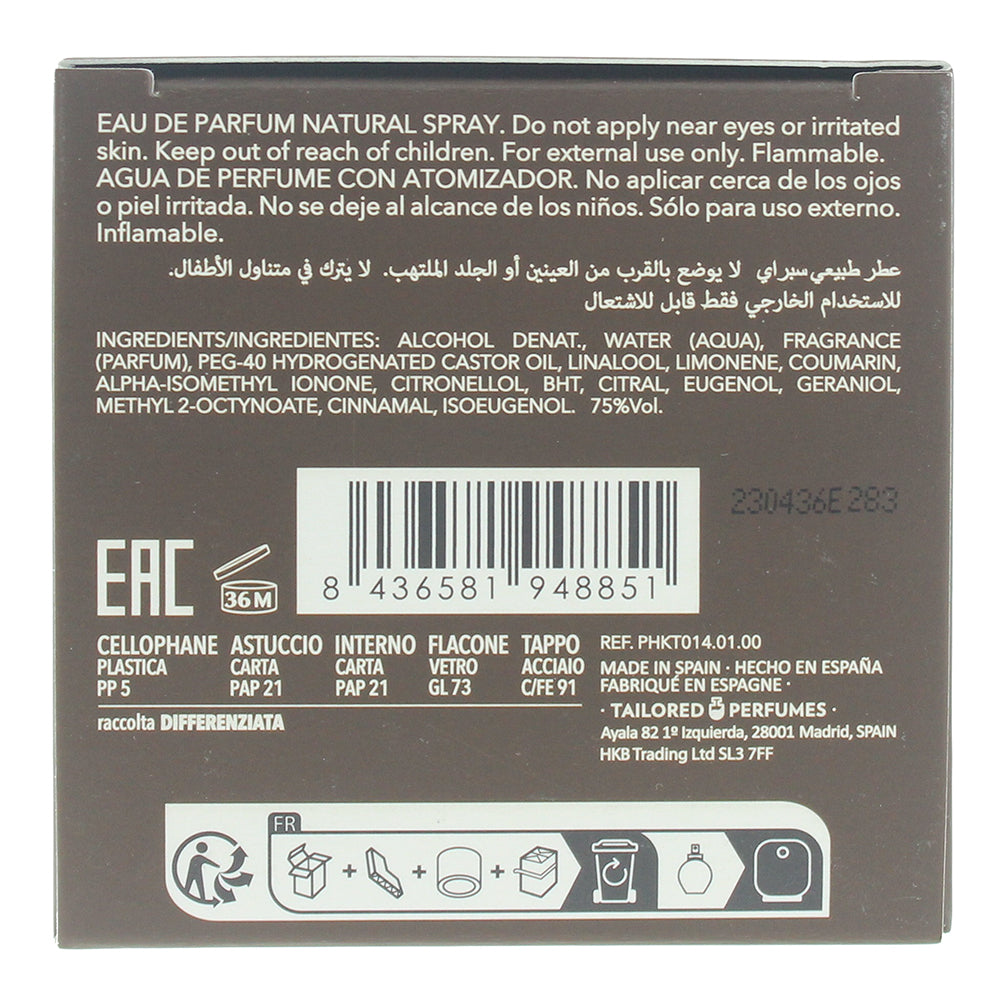 EAU DE PARFUM NATURAL SPRAY. Do not apply near eyes or irritated
skin. Keep out of reach of children. For external use only. Flammable.
AGUA DE PERFUME CON ATOMIZADOR. No aplicar cerca de los ojos
o piel irritada. No se deje al alcance de los niños. Sólo para uso externo.
Inflamable.
عطر طبيعي سبراي لا يوضع بالقرب من العينين أو الجلد الملتهب. لا يترك في متناول الأطفال.
للاستخدام الخارجي فقط قابل للاشتعال
INGREDIENTS/INGREDIENTES: ALCOHOL DENAT., WATER (AQUA), FRAGRANCE
(PARFUM), PEG-40 HYDROGENATED CASTOR OIL, LINALOOL, LIMONENE, COUMARIN,
ALPHA-ISOMETHYL IONONE, CITRONELLOL, BHT, CITRAL, EUGENOL, GERANIOL,
METHYL 2-OCTYNOATE, CINNAMAL, ISOEUGENOL. 75%Vol.
230436E283
EAC
36M
8 436581 948851
CELLOPHANE ASTUCCIO INTERNO FLACONE TAPPO
PLASTICA CARTA CARTA VETRO ACCIAIO
PP 5 PAP 21 PAP 21 GL 73 C/FE 91
raccolta DIFFERENZIATA
REF. PHKT014.01.00
MADE IN SPAIN · HECHO EN ESPAÑA
FABRIQUÉ EN ESPAGNE ·
· TAILORED PERFUMES ·
Ayala 82 1º Izquierda, 28001 Madrid, SPAIN
HKB Trading Ltd SL3 7FF
FR